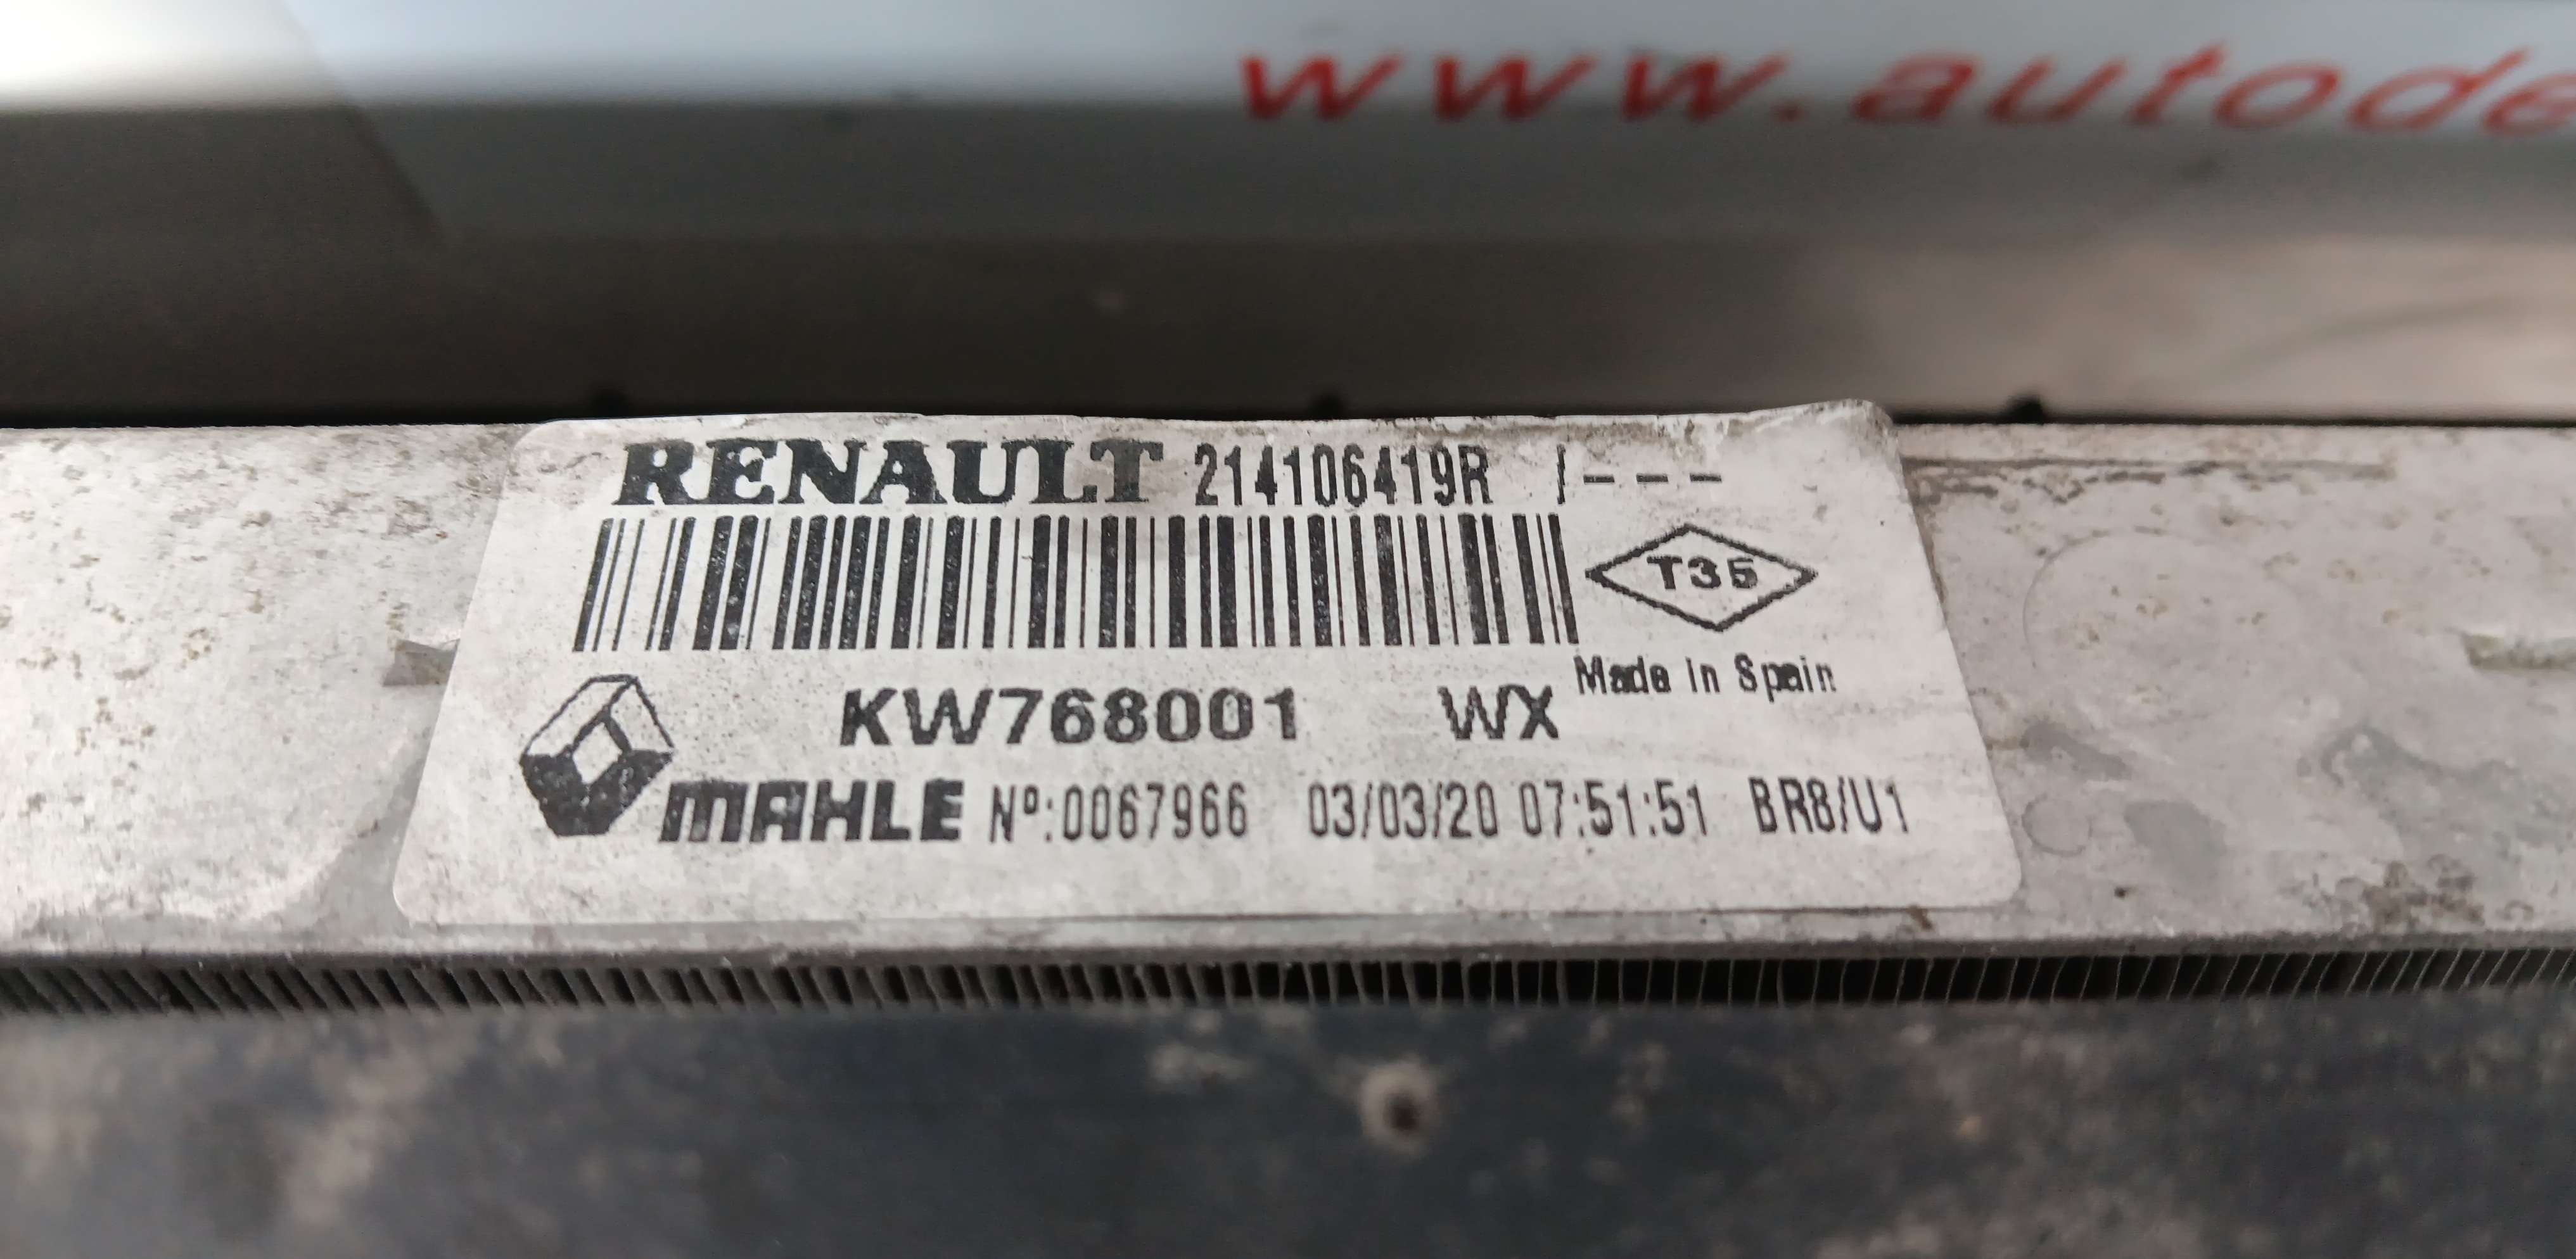 www.autode
RENAULT 214106419R /---
T35
Made in Spain
KW768001 WX
MAHLE Nº:0067966 03/03/20 07:51:51 BR8/U1